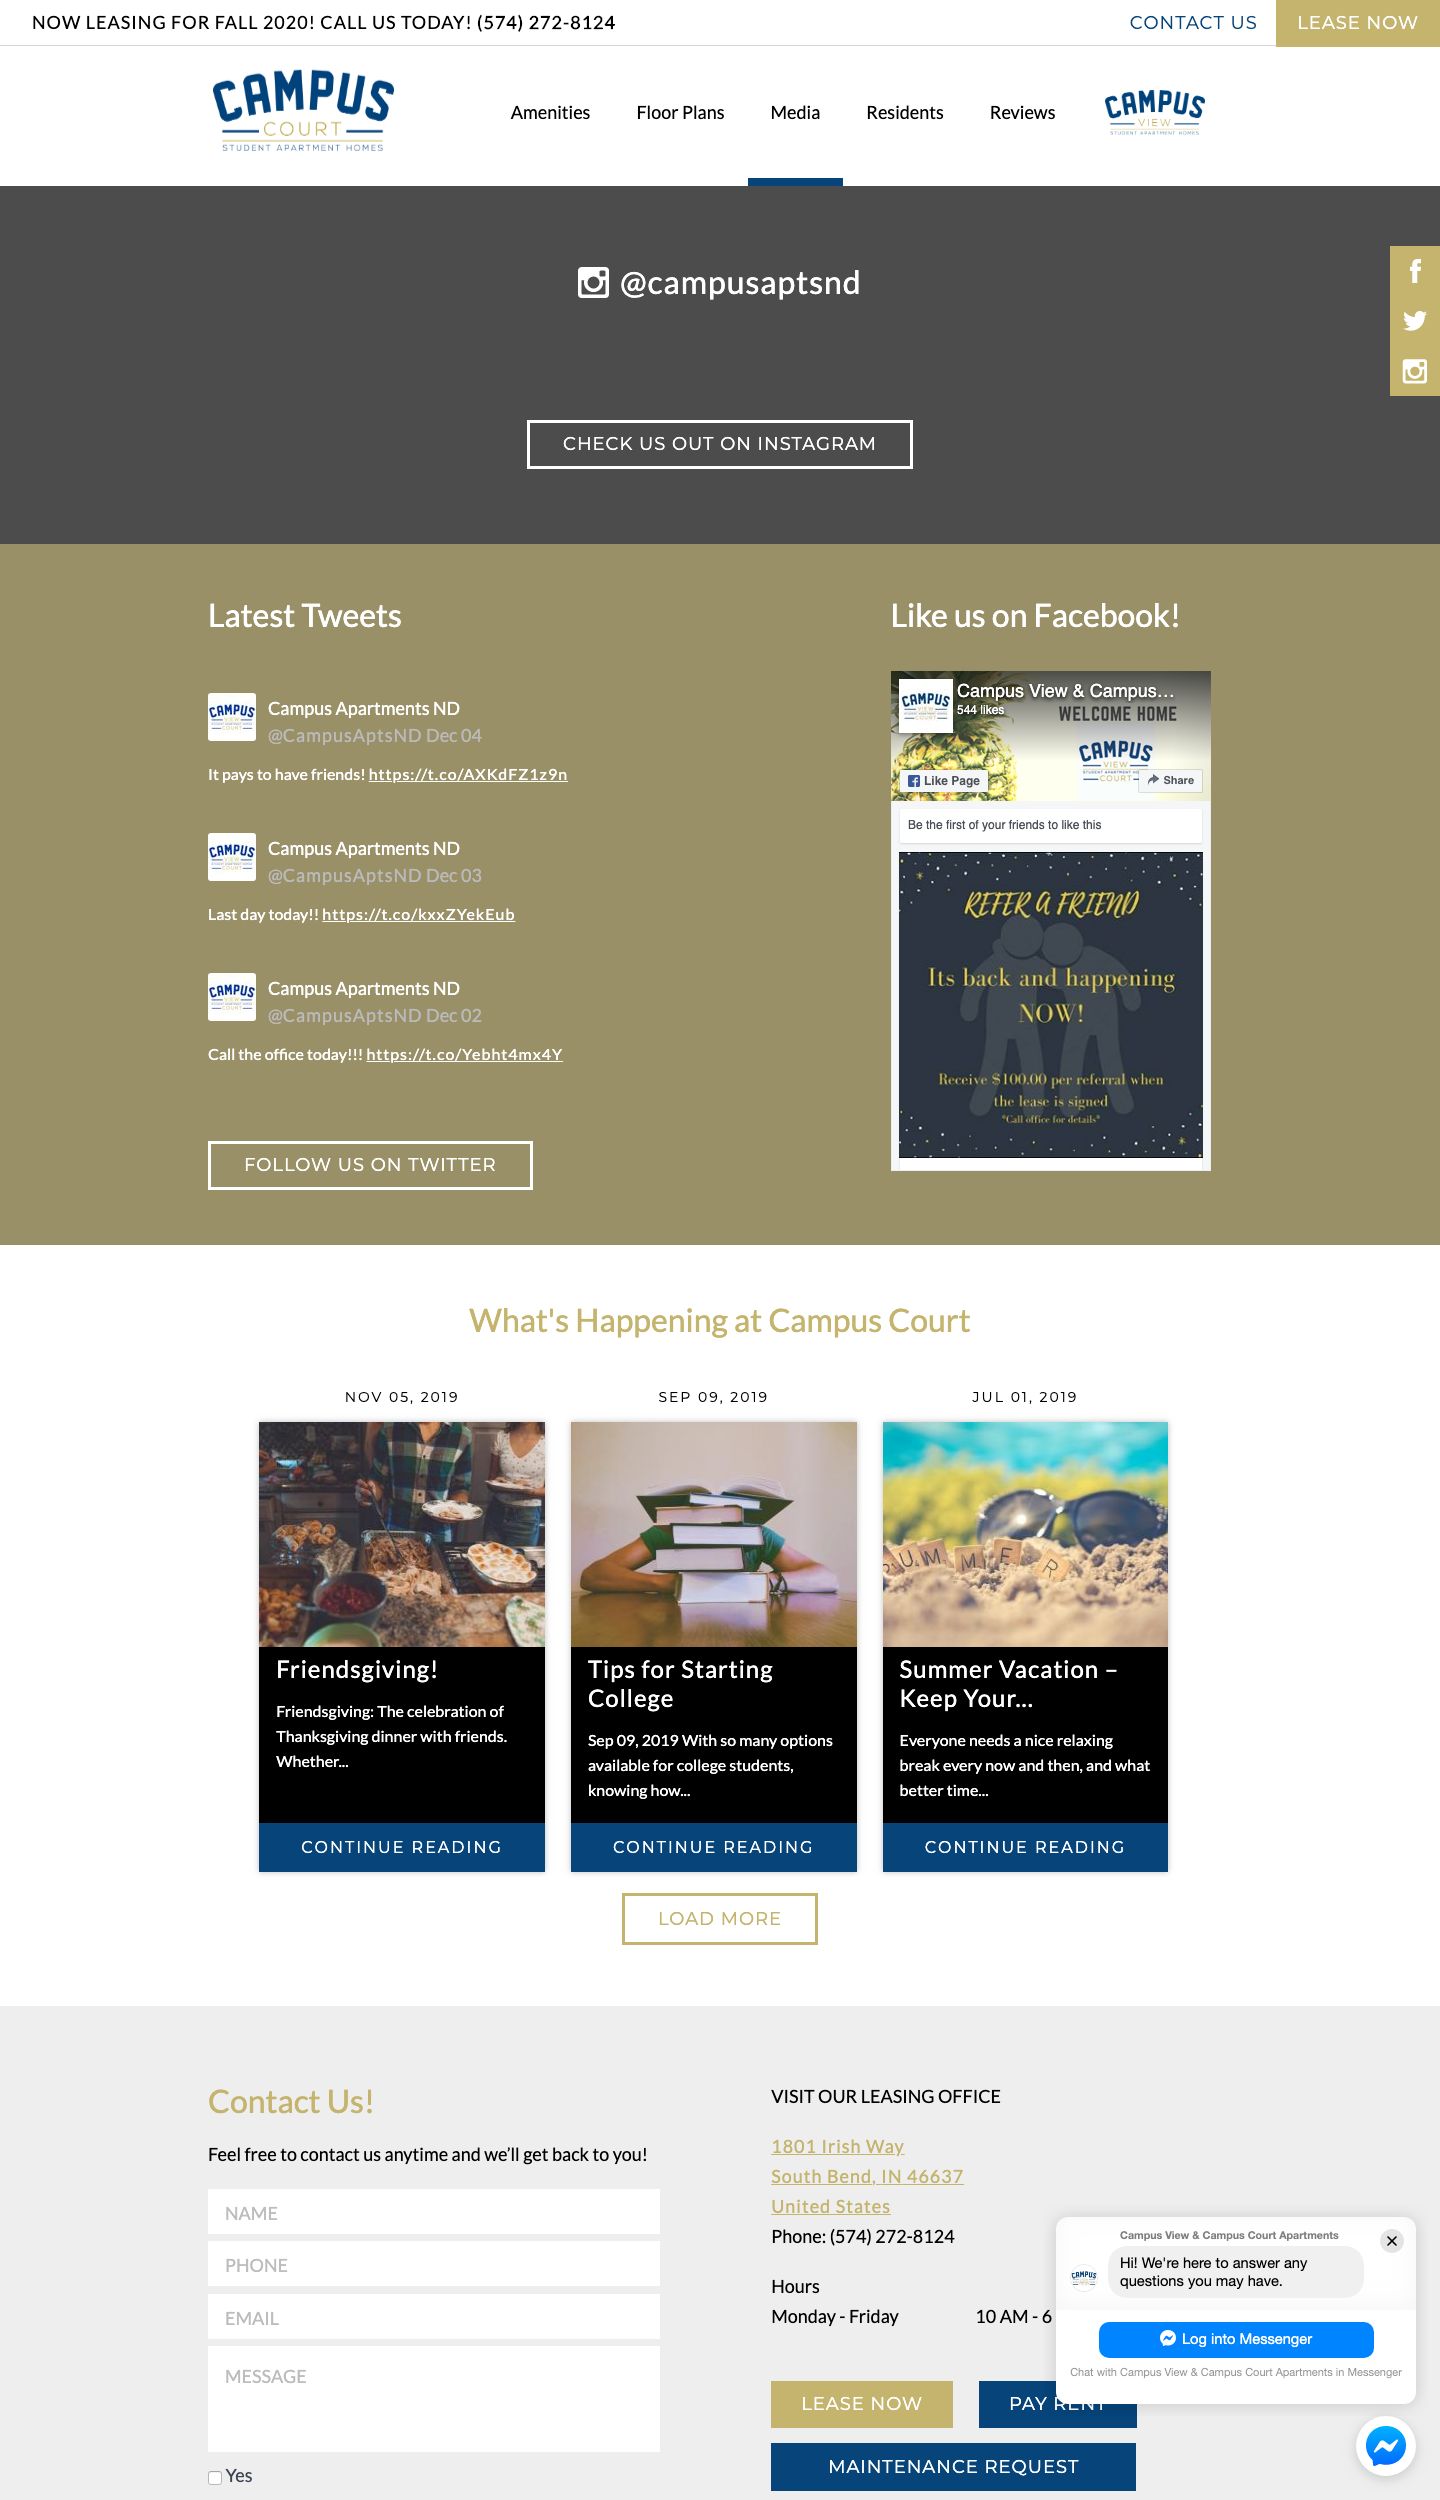 NOW LEASING FOR FALL 2020! CALL US TODAY! (574) 272-8124
CONTACT US
LEASE NOW
CAMPUS
COURT
STUDENT APARTMENT HOMES
Amenities
Floor Plans
Media
Residents
Reviews
CAMPUS
VIEW
STUDENT APARTMENT HOMES
@campusaptsnd
CHECK US OUT ON INSTAGRAM
Latest Tweets
Campus Apartments ND
@CampusAptsND Dec 04
It pays to have friends! https://t.co/AXKdFZ1z9n
Campus Apartments ND
@CampusAptsND Dec 03
Last day today!! https://t.co/kxxZYekEub
Campus Apartments ND
@CampusAptsND Dec 02
Call the office today!!! https://t.co/Yebht4mx4Y
FOLLOW US ON TWITTER
Like us on Facebook!
CAMPUS
VIEW
Campus View & Campus...
544 likes
WELCOME HOME
CAMPUS
VIEW
COURT
Like Page
Share
Be the first of your friends to like this
REFER A FRIEND
Its back and happening
NOW!
Receive $100.00 per referral when
the lease is signed
*Call office for details*
What's Happening at Campus Court
NOV 05, 2019
Friendsgiving!
Friendsgiving: The celebration of
Thanksgiving dinner with friends.
Whether...
CONTINUE READING
SEP 09, 2019
Tips for Starting
College
Sep 09, 2019 With so many options
available for college students,
knowing how...
CONTINUE READING
JUL 01, 2019
UMMER
Summer Vacation –
Keep Your...
Everyone needs a nice relaxing
break every now and then, and what
better time...
CONTINUE READING
LOAD MORE
Contact Us!
Feel free to contact us anytime and we’ll get back to you!
NAME
PHONE
EMAIL
MESSAGE
Yes
VISIT OUR LEASING OFFICE
1801 Irish Way
South Bend, IN 46637
United States
Phone: (574) 272-8124
Hours
Monday - Friday 10 AM - 6
LEASE NOW
PAY RENT
MAINTENANCE REQUEST
Campus View & Campus Court Apartments
CAMPUS
Hi! We're here to answer any
questions you may have.
Log into Messenger
Chat with Campus View & Campus Court Apartments in Messenger